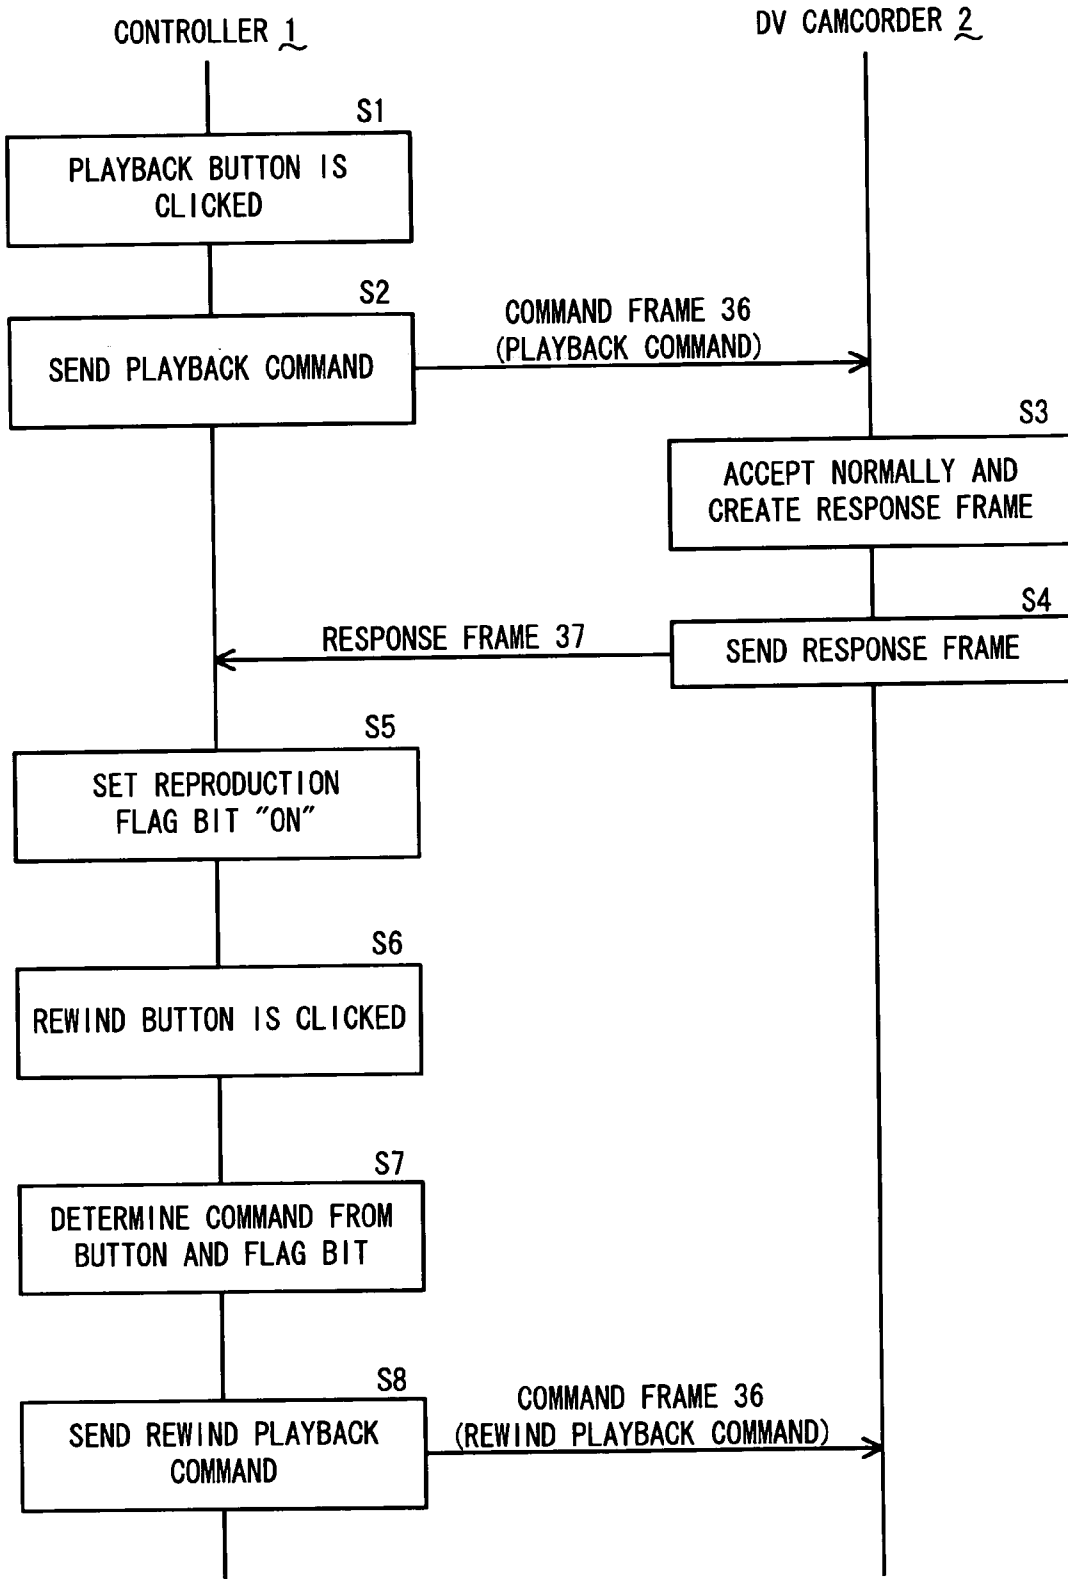 CONTROLLER 1
DV CAMCORDER 2
S1
PLAYBACK BUTTON IS
CLICKED
S2
SEND PLAYBACK COMMAND
COMMAND FRAME 36
(PLAYBACK COMMAND)
S3
ACCEPT NORMALLY AND
CREATE RESPONSE FRAME
S4
SEND RESPONSE FRAME
RESPONSE FRAME 37
S5
SET REPRODUCTION
FLAG BIT "ON"
S6
REWIND BUTTON IS CLICKED
S7
DETERMINE COMMAND FROM
BUTTON AND FLAG BIT
S8
SEND REWIND PLAYBACK
COMMAND
COMMAND FRAME 36
(REWIND PLAYBACK COMMAND)